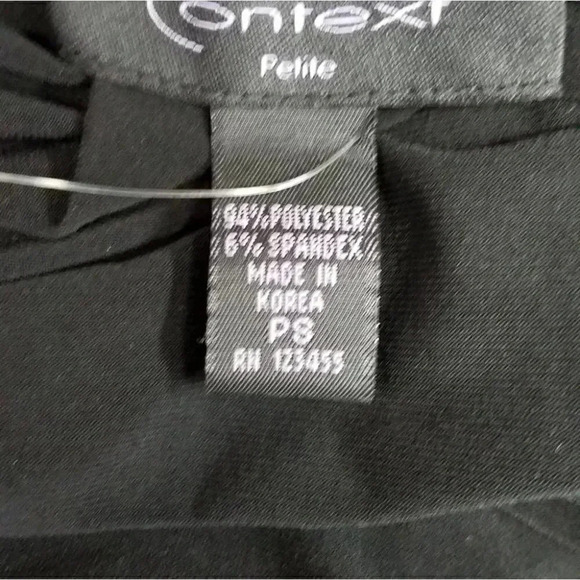 Context
Petite
94% POLYESTER
6% SPANDEX
MADE IN
KOREA
P8
RN 123455